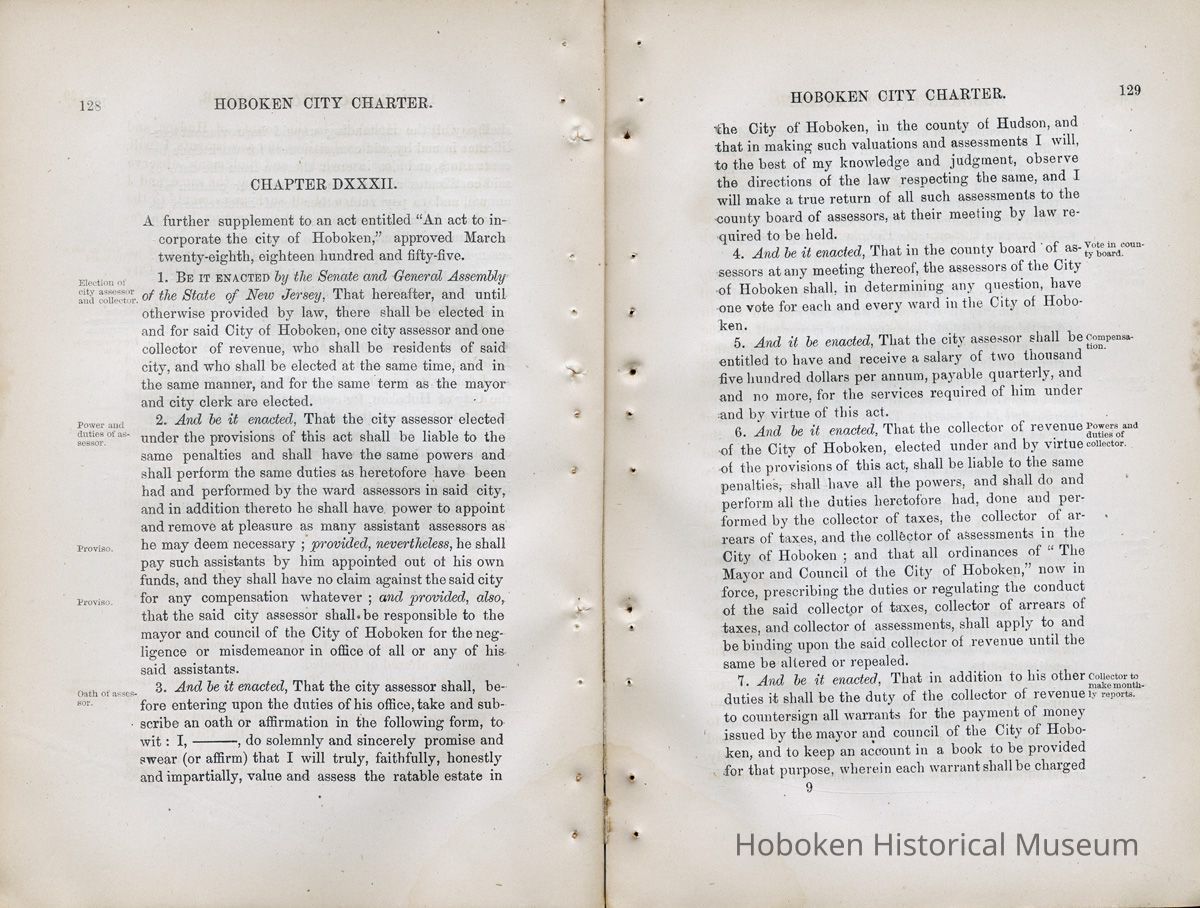 128
HOBOKEN CITY CHARTER.
CHAPTER DXXXII.
A further supplement to an act entitled “An act to in-
corporate the city of Hoboken,” approved March
twenty-eighth, eighteen hundred and fifty-five.
Election of
city assessor
and collector.
1. BE IT ENACTED by the Senate and General Assembly
of the State of New Jersey, That hereafter, and until
otherwise provided by law, there shall be elected in
and for said City of Hoboken, one city assessor and one
collector of revenue, who shall be residents of said
city, and who shall be elected at the same time, and in
the same manner, and for the same term as the mayor
and city clerk are elected.
Power and
duties of as-
sessor.
2. And be it enacted, That the city assessor elected
under the provisions of this act shall be liable to the
same penalties and shall have the same powers and
shall perform the same duties as heretofore have been
had and performed by the ward assessors in said city,
and in addition thereto he shall have power to appoint
and remove at pleasure as many assistant assessors as
Proviso.
he may deem necessary ; provided, nevertheless, he shall
pay such assistants by him appointed out of his own
funds, and they shall have no claim against the said city
Proviso.
for any compensation whatever ; and provided, also,
that the said city assessor shall be responsible to the
mayor and council of the City of Hoboken for the neg-
ligence or misdemeanor in office of all or any of his
said assistants.
Oath of asses-
sor.
3. And be it enacted, That the city assessor shall, be-
fore entering upon the duties of his office, take and sub-
scribe an oath or affirmation in the following form, to
wit : I, ———, do solemnly and sincerely promise and
swear (or affirm) that I will truly, faithfully, honestly
and impartially, value and assess the ratable estate in
HOBOKEN CITY CHARTER.
129
the City of Hoboken, in the county of Hudson, and
that in making such valuations and assessments I will,
to the best of my knowledge and judgment, observe
the directions of the law respecting the same, and I
will make a true return of all such assessments to the
county board of assessors, at their meeting by law re-
quired to be held.
4. And be it enacted, That in the county board of as-
sessors at any meeting thereof, the assessors of the City
of Hoboken shall, in determining any question, have
one vote for each and every ward in the City of Hobo-
ken.
Vote in coun-
ty board.
5. And it be enacted, That the city assessor shall be
entitled to have and receive a salary of two thousand
five hundred dollars per annum, payable quarterly, and
and no more, for the services required of him under
and by virtue of this act.
Compensa-
tion.
6. And be it enacted, That the collector of revenue
of the City of Hoboken, elected under and by virtue
of the provisions of this act, shall be liable to the same
penalties, shall have all the powers, and shall do and
perform all the duties heretofore had, done and per-
formed by the collector of taxes, the collector of ar-
rears of taxes, and the collector of assessments in the
City of Hoboken ; and that all ordinances of “ The
Mayor and Council of the City of Hoboken,” now in
force, prescribing the duties or regulating the conduct
of the said collector of taxes, collector of arrears of
taxes, and collector of assessments, shall apply to and
be binding upon the said collector of revenue until the
same be altered or repealed.
Powers and
duties of
collector.
7. And be it enacted, That in addition to his other
duties it shall be the duty of the collector of revenue
to countersign all warrants for the payment of money
issued by the mayor and council of the City of Hobo-
ken, and to keep an account in a book to be provided
for that purpose, wherein each warrant shall be charged
Collector to
make month-
ly reports.
9
Hoboken Historical Museum